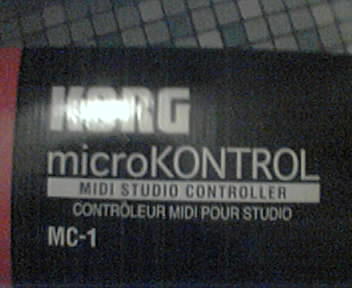 KORG
microKONTROL
MIDI STUDIO CONTROLLER
CONTRÔLEUR MIDI POUR STUDIO
MC-1